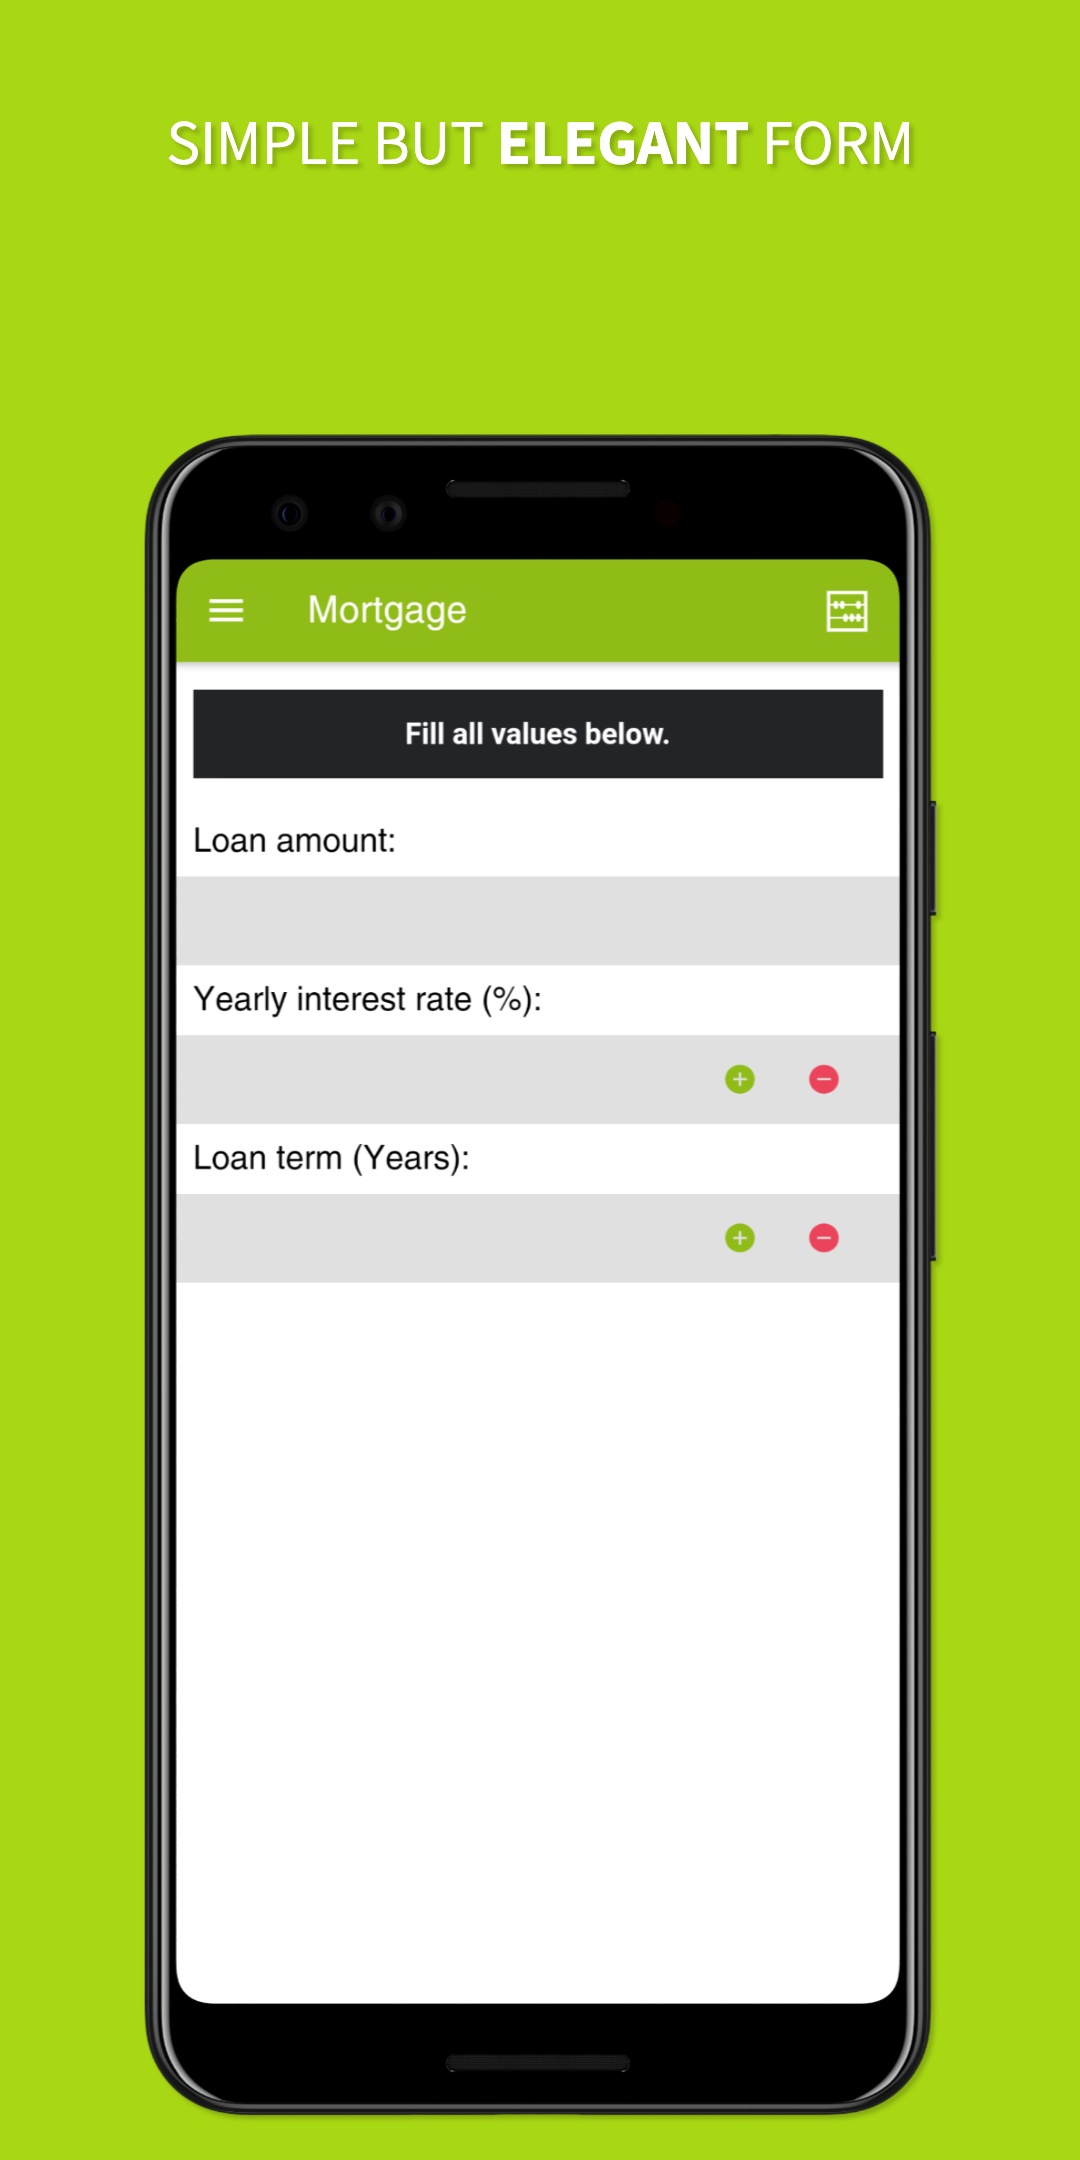 SIMPLE BUT ELEGANT FORM
Mortgage
Fill all values below.
Loan amount:
Yearly interest rate (%):
Loan term (Years):